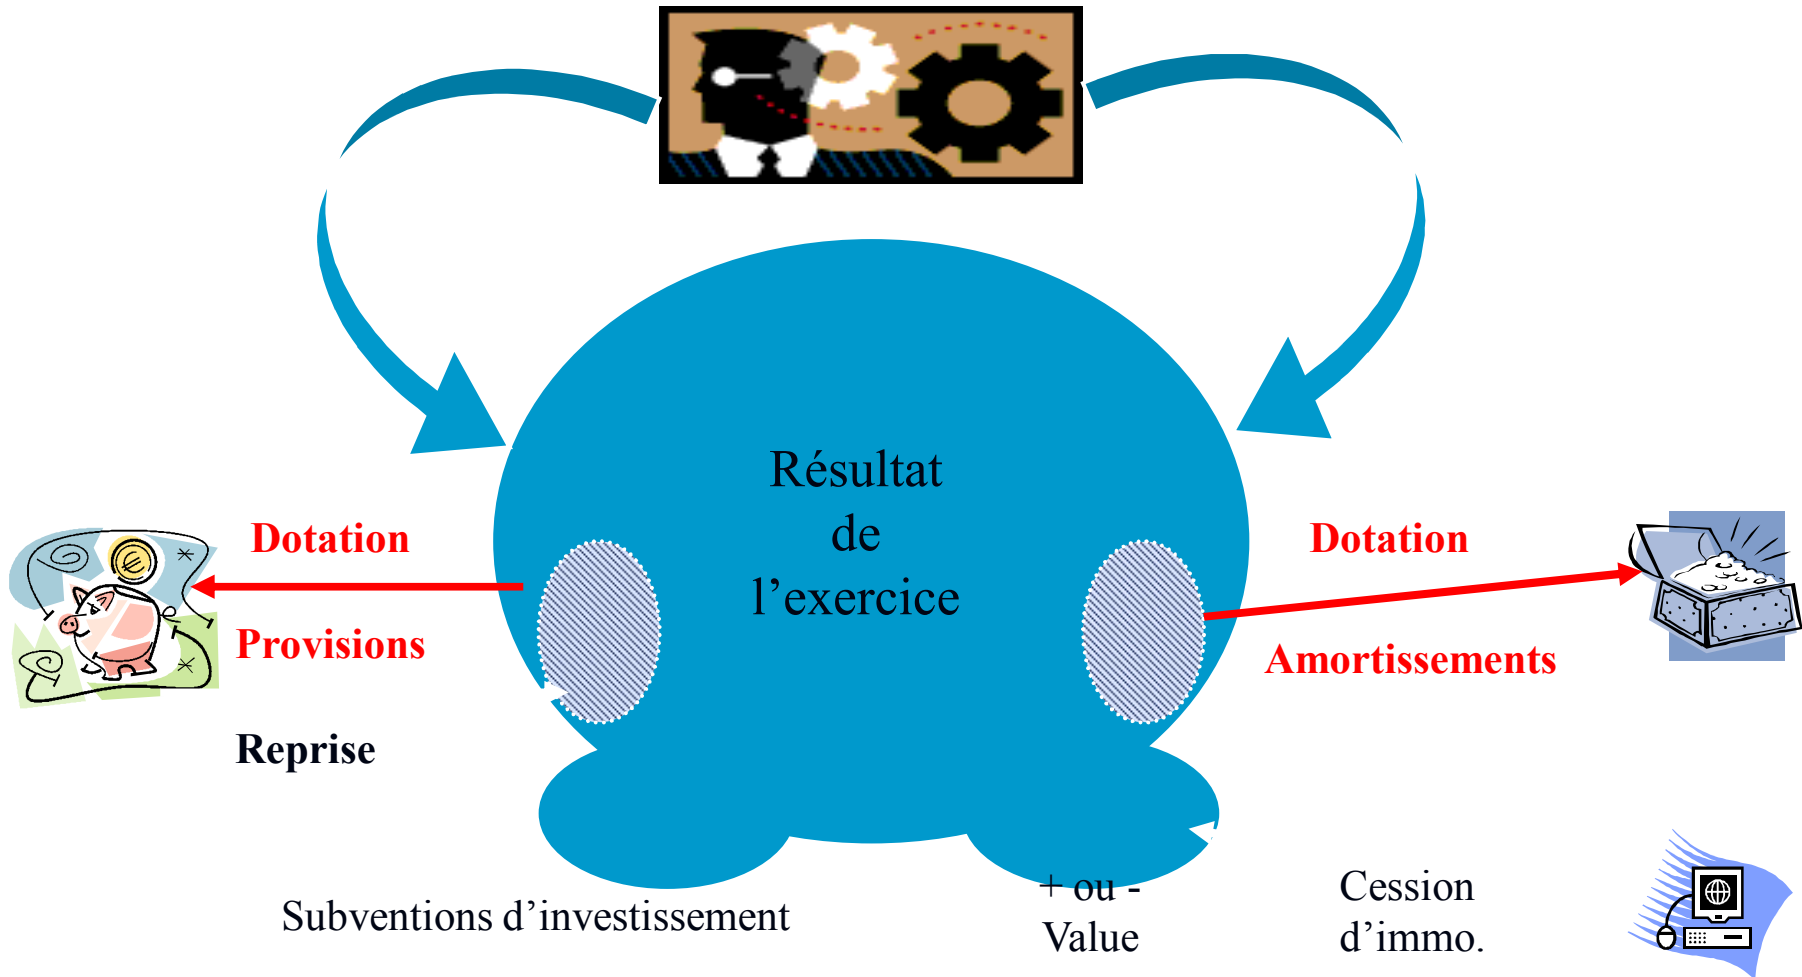 Résultat
de
l’exercice
Dotation
Provisions
Reprise
Dotation
Amortissements
Subventions d’investissement
+ ou -
Value
Cession
d’immo.
€